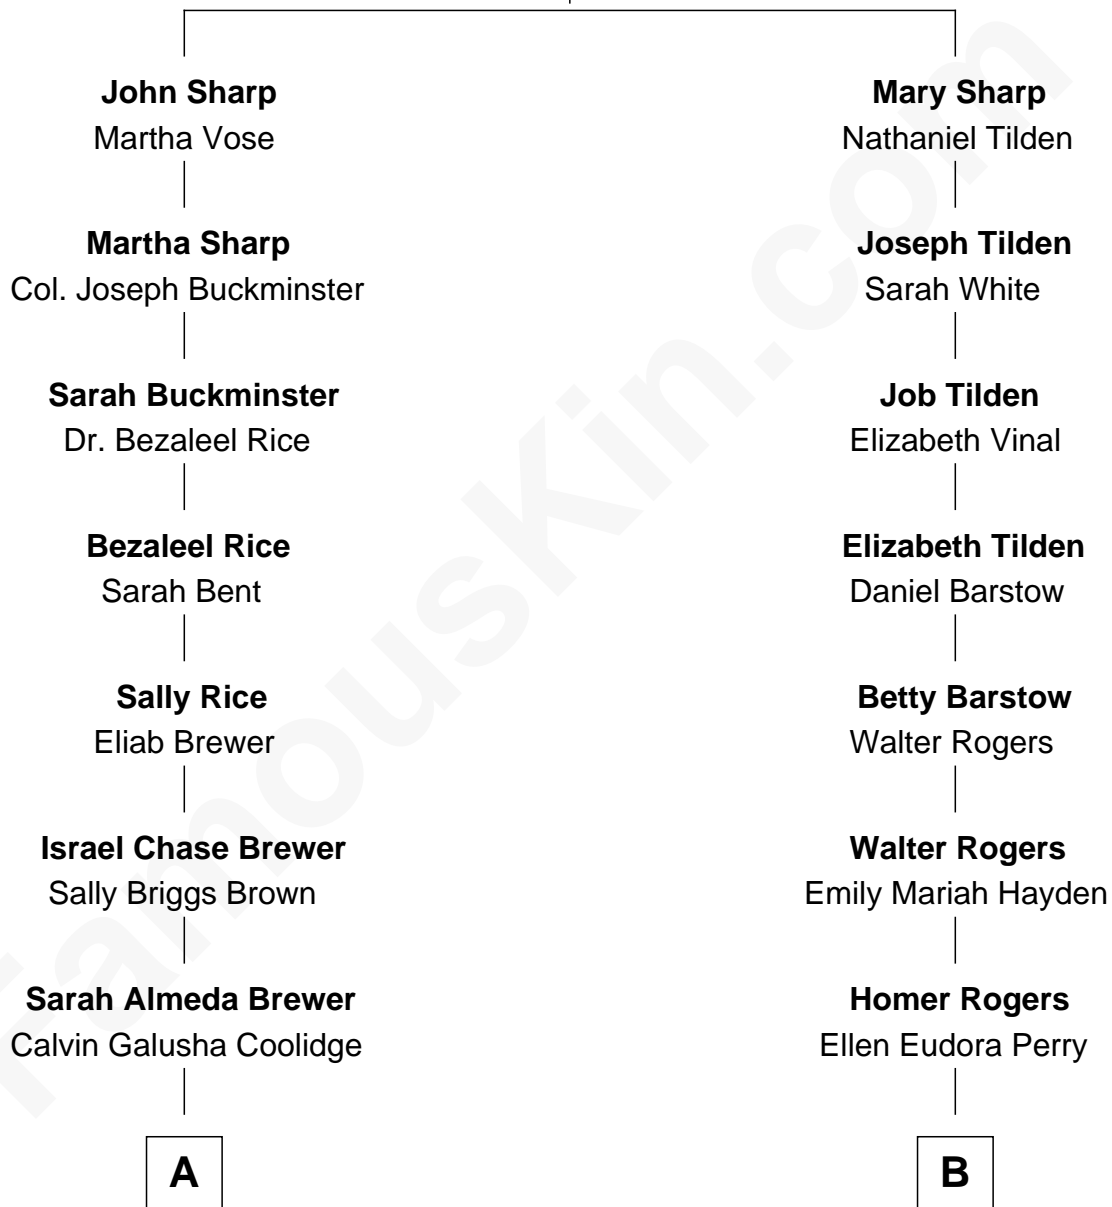 John Sharp
Martha Vose
Martha Sharp
Col. Joseph Buckminster
Sarah Buckminster
Dr. Bezaleel Rice
Bezaleel Rice
Sarah Bent
Sally Rice
Eliab Brewer
Israel Chase Brewer
Sally Briggs Brown
Sarah Almeda Brewer
Calvin Galusha Coolidge
A
Mary Sharp
Nathaniel Tilden
Joseph Tilden
Sarah White
Job Tilden
Elizabeth Vinal
Elizabeth Tilden
Daniel Barstow
Betty Barstow
Walter Rogers
Walter Rogers
Emily Mariah Hayden
Homer Rogers
Ellen Eudora Perry
B
FamousKin.com